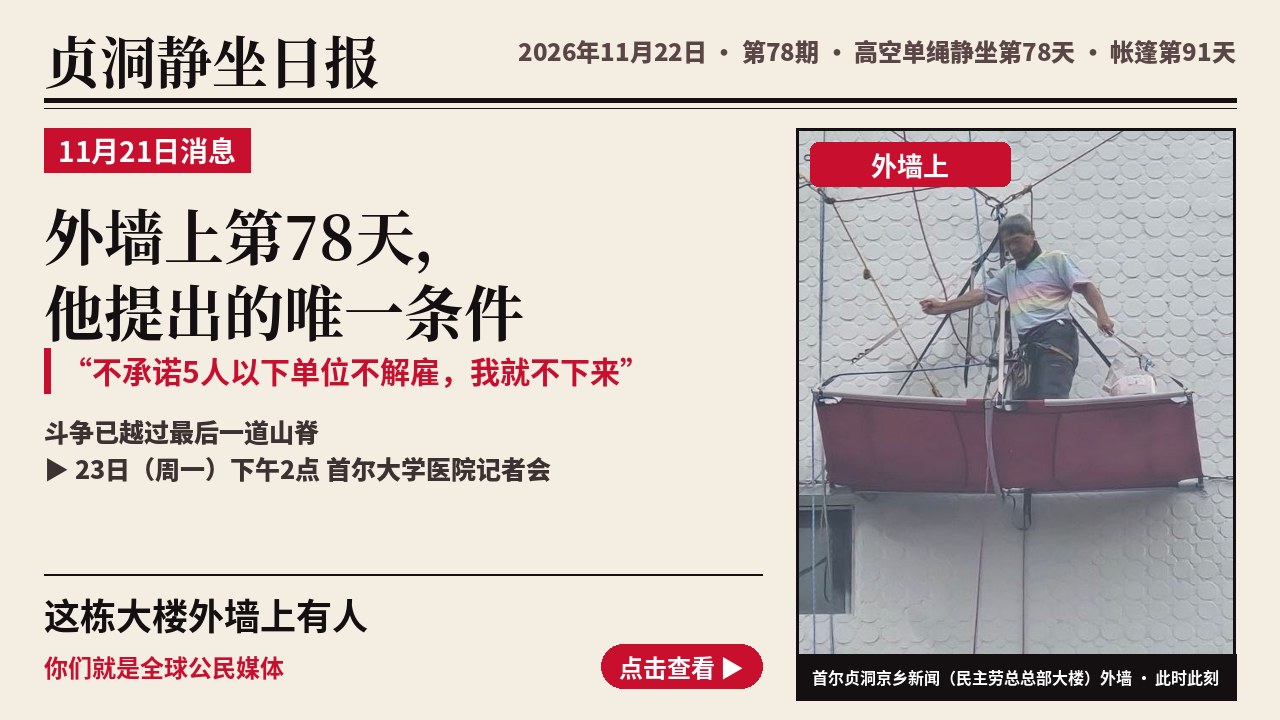 贞洞静坐日报
2026年11月22日 · 第78期 · 高空单绳静坐第78天 · 帐篷第91天
11月21日消息
外墙上第78天，
他提出的唯一条件
“不承诺5人以下单位不解雇，我就不下来”
斗争已越过最后一道山脊
▶ 23日（周一）下午2点 首尔大学医院记者会
这栋大楼外墙上有人
你们就是全球公民媒体
点击查看 ▶
外墙上
首尔贞洞京乡新闻（民主劳总总部大楼）外墙 · 此时此刻